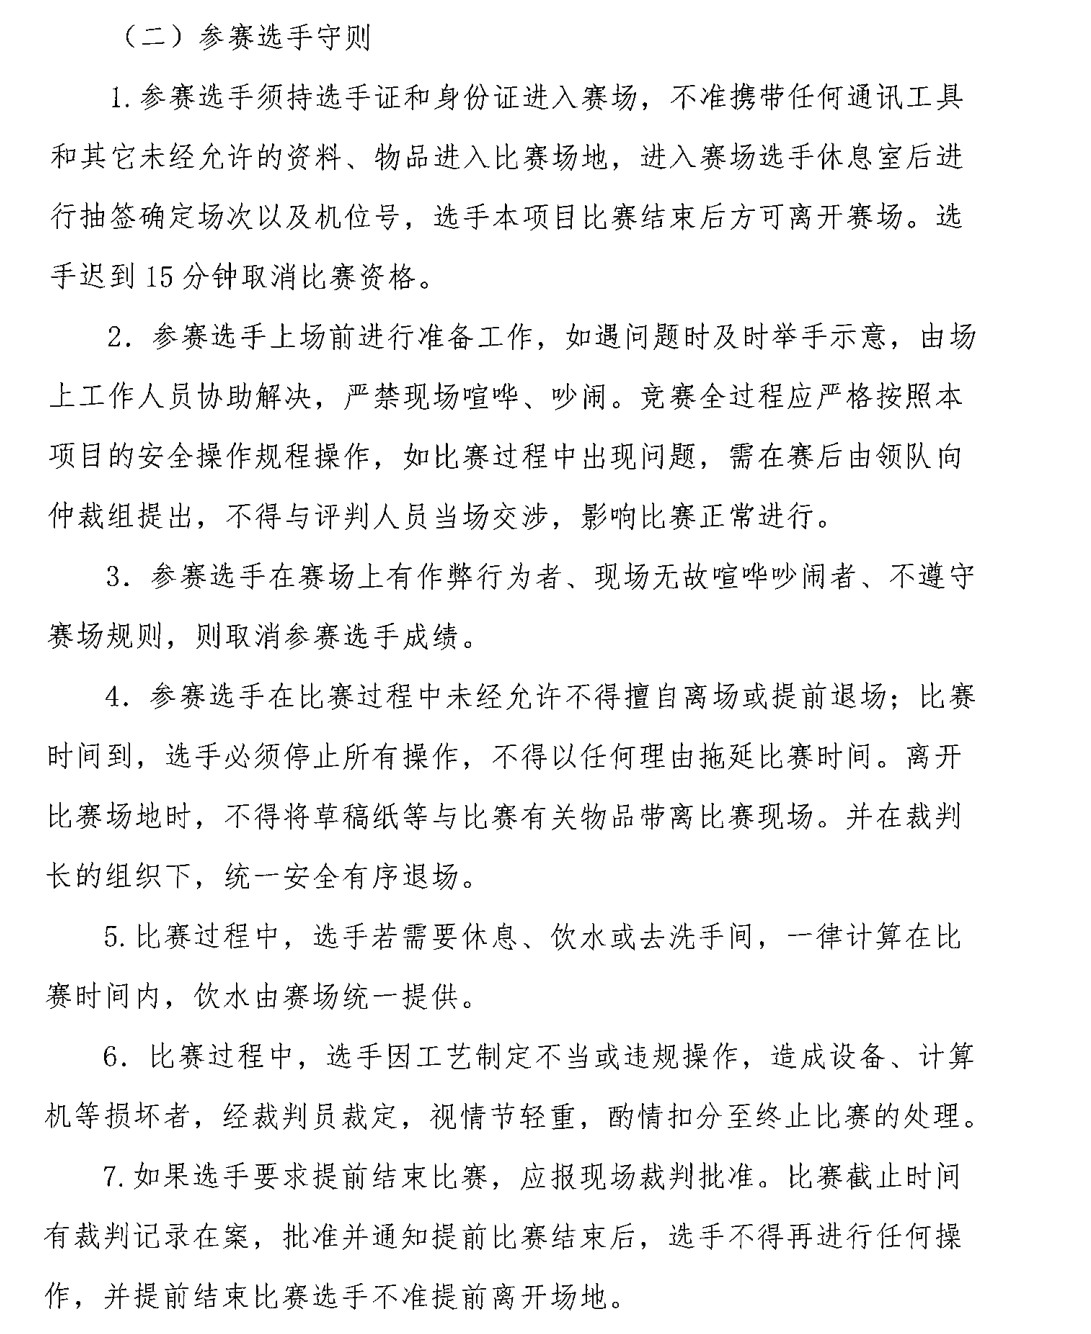 （二）参赛选手守则
1.参赛选手须持选手证和身份证进入赛场，不准携带任何通讯工具
和其它未经允许的资料、物品进入比赛场地，进入赛场选手休息室后进
行抽签确定场次以及机位号，选手本项目比赛结束后方可离开赛场。选
手迟到 15 分钟取消比赛资格。
2．参赛选手上场前进行准备工作，如遇问题时及时举手示意，由场
上工作人员协助解决，严禁现场喧哗、吵闹。竞赛全过程应严格按照本
项目的安全操作规程操作，如比赛过程中出现问题，需在赛后由领队向
仲裁组提出，不得与评判人员当场交涉，影响比赛正常进行。
3．参赛选手在赛场上有作弊行为者、现场无故喧哗吵闹者、不遵守
赛场规则，则取消参赛选手成绩。
4．参赛选手在比赛过程中未经允许不得擅自离场或提前退场；比赛
时间到，选手必须停止所有操作，不得以任何理由拖延比赛时间。离开
比赛场地时，不得将草稿纸等与比赛有关物品带离比赛现场。并在裁判
长的组织下，统一安全有序退场。
5.比赛过程中，选手若需要休息、饮水或去洗手间，一律计算在比
赛时间内，饮水由赛场统一提供。
6．比赛过程中，选手因工艺制定不当或违规操作，造成设备、计算
机等损坏者，经裁判员裁定，视情节轻重，酌情扣分至终止比赛的处理。
7.如果选手要求提前结束比赛，应报现场裁判批准。比赛截止时间
有裁判记录在案，批准并通知提前比赛结束后，选手不得再进行任何操
作，并提前结束比赛选手不准提前离开场地。